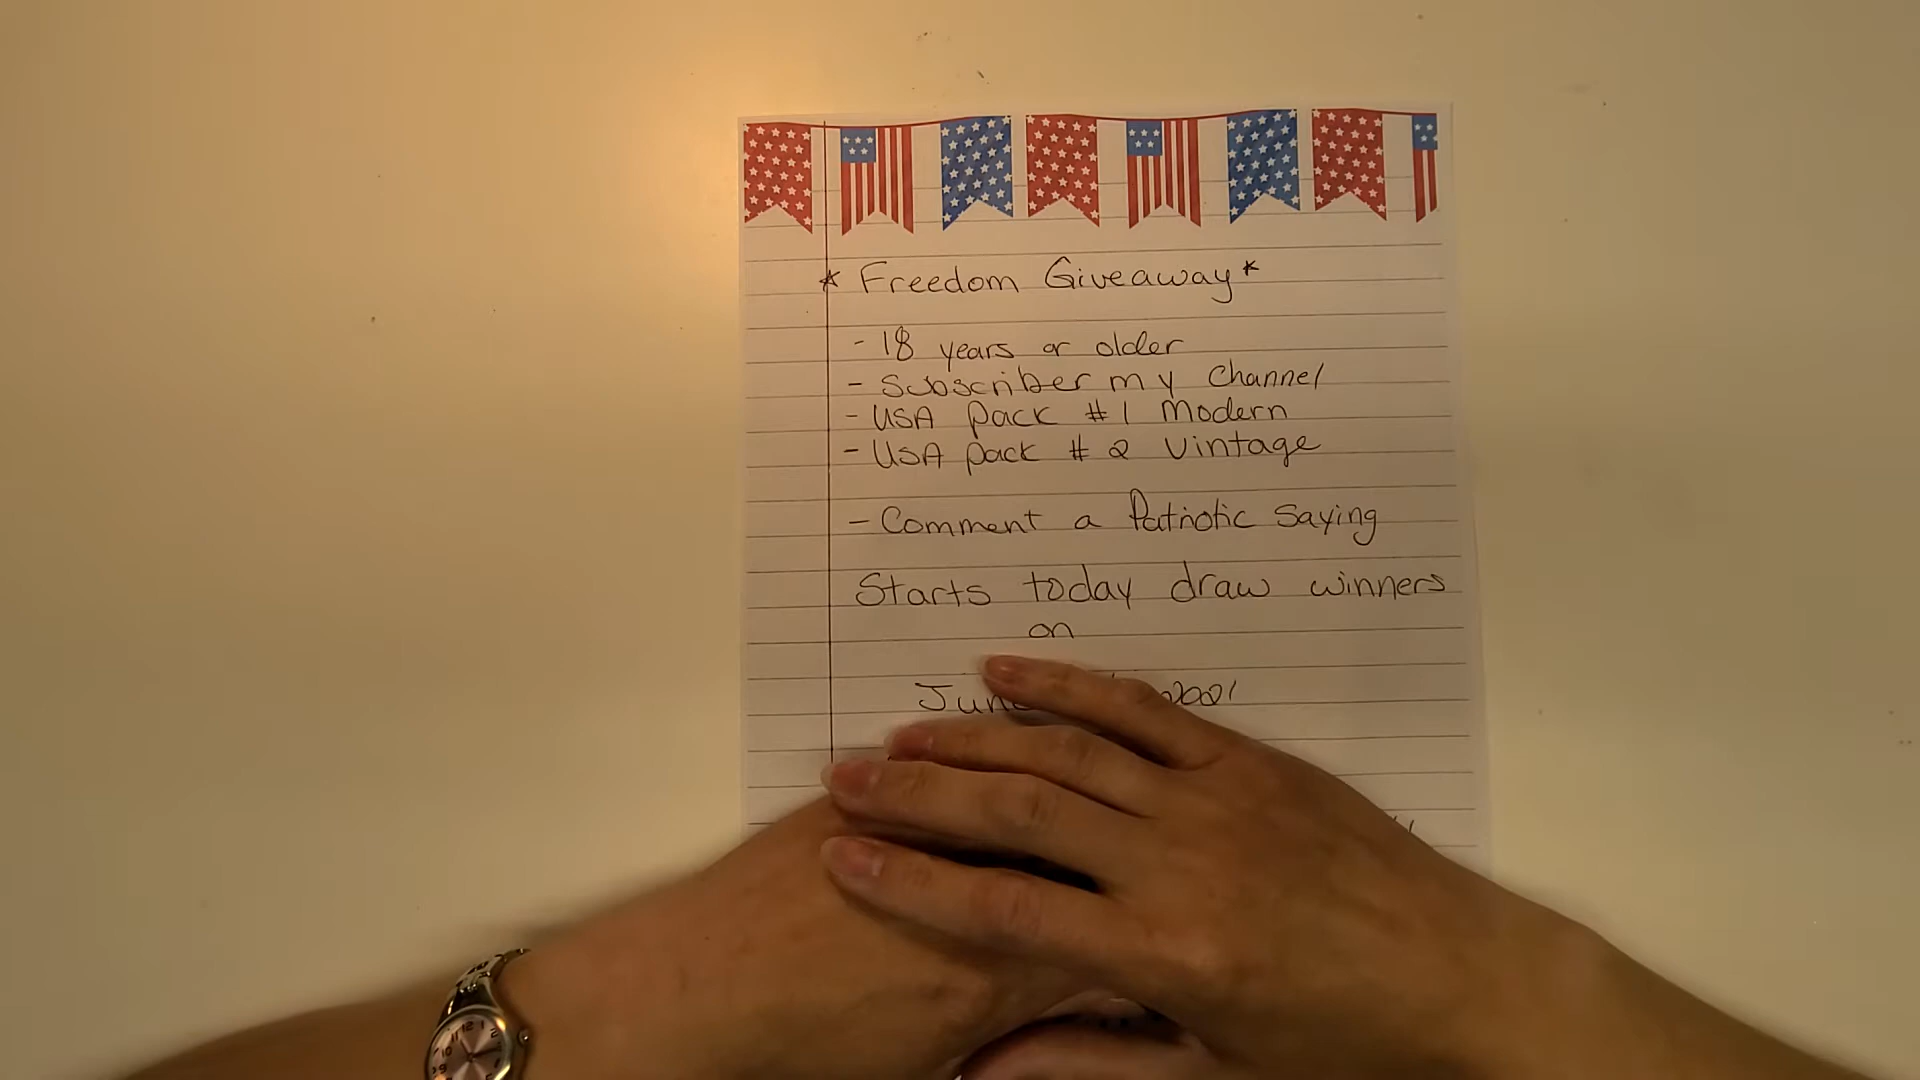 * Freedom Giveaway *
- 18 years or older
- Subscriber my Channel
- USA pack #1 Modern
- USA pack #2 Vintage
- Comment a Patriotic Saying
Starts today draw winners
on
2021